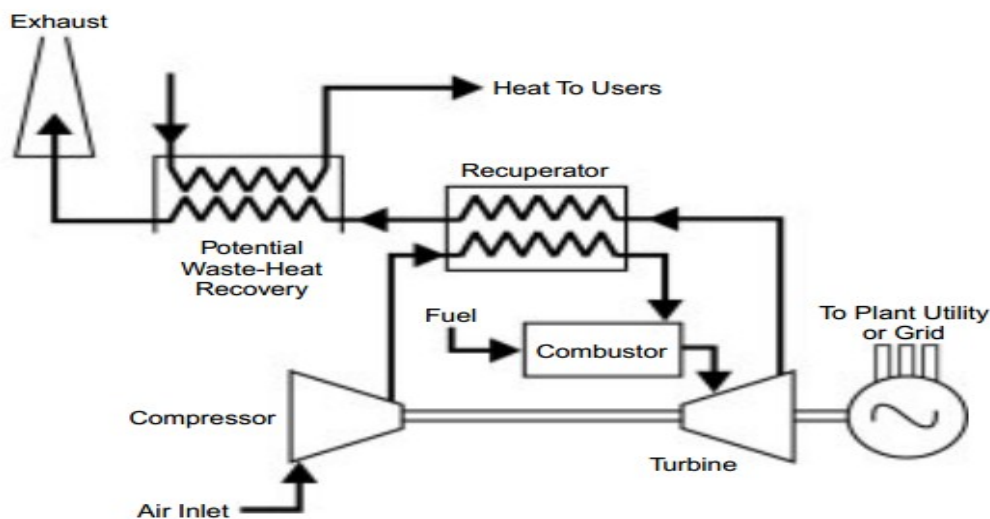 Exhaust
Heat To Users
Recuperator
Potential
Waste-Heat
Recovery
To Plant Utility
or Grid
Fuel
Combustor
Compressor
Turbine
Air Inlet